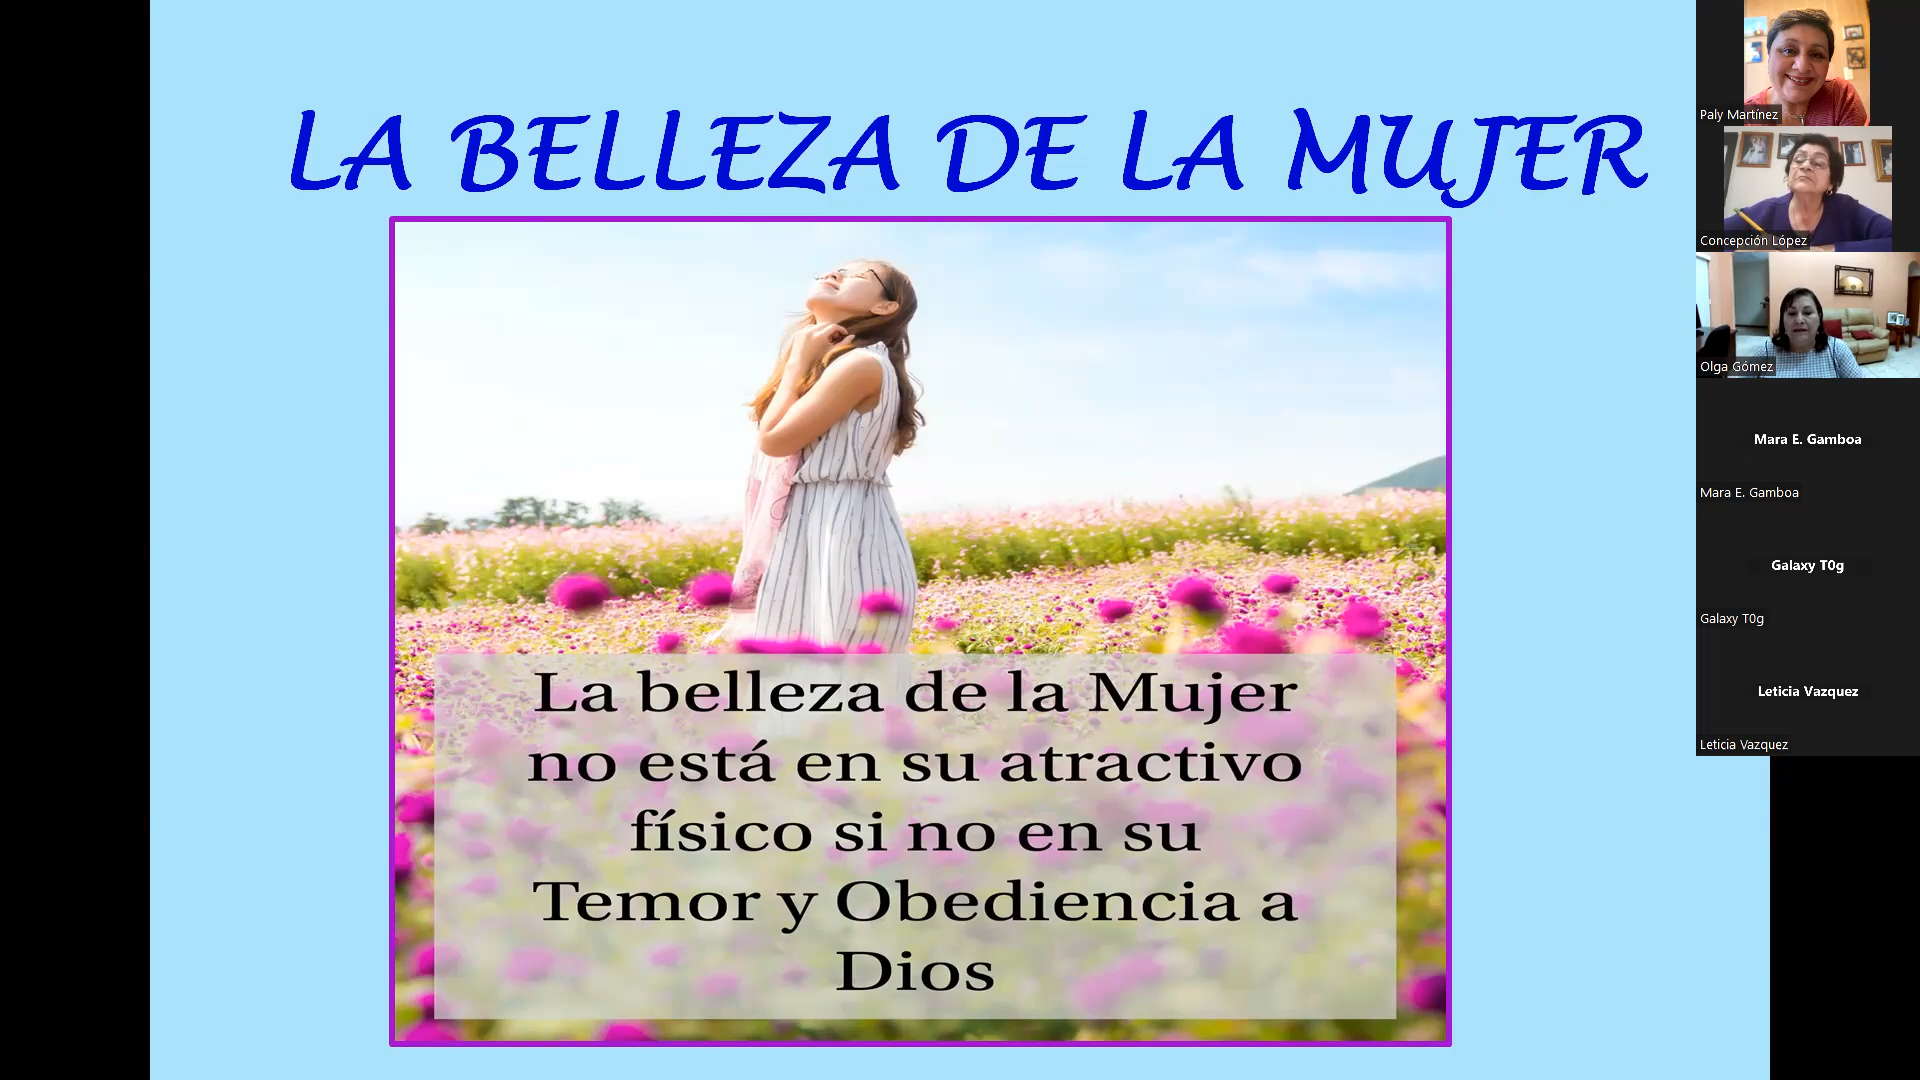 LA BELLEZA DE LA MUJER
La belleza de la Mujer
no está en su atractivo
físico si no en su
Temor y Obediencia a
Dios
Paly Martínez
Concepción López
Olga Gómez
Mara E. Gamboa
Mara E. Gamboa
Galaxy T0g
Galaxy T0g
Leticia Vazquez
Leticia Vazquez